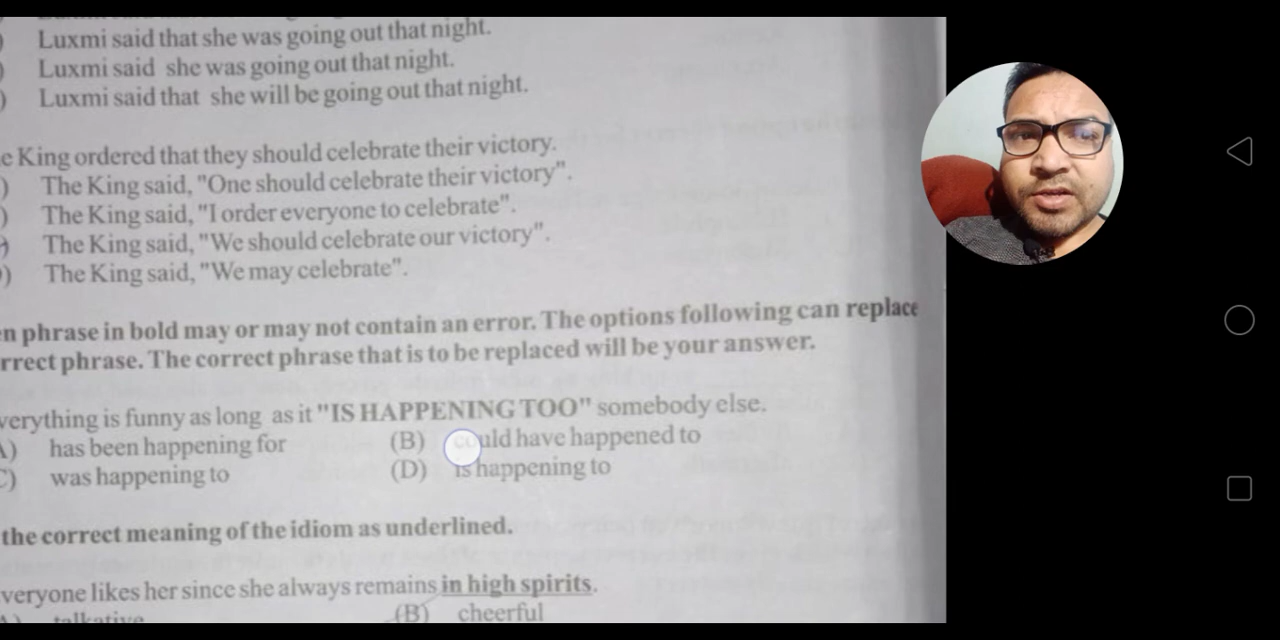 Luxmi said that she was going out that night.
) Luxmi said she was going out that night.
) Luxmi said that she will be going out that night.
e King ordered that they should celebrate their victory.
) The King said, "One should celebrate their victory".
) The King said, "I order everyone to celebrate".
) The King said, "We should celebrate our victory".
) The King said, "We may celebrate".
n phrase in bold may or may not contain an error. The options following can replace
rrect phrase. The correct phrase that is to be replaced will be your answer.
verything is funny as long as it "IS HAPPENING TOO" somebody else.
) has been happening for (B) could have happened to
) was happening to (D) is happening to
the correct meaning of the idiom as underlined.
veryone likes her since she always remains in high spirits.
talkative (B) cheerful